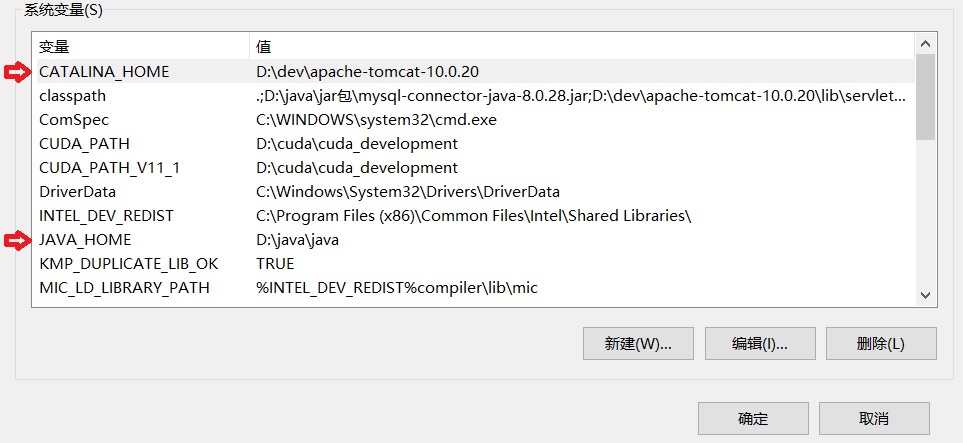 系统变量(S)
变量 值
CATALINA_HOME D:\dev\apache-tomcat-10.0.20
classpath .;D:\java\jar包\mysql-connector-java-8.0.28.jar;D:\dev\apache-tomcat-10.0.20\lib\servlet...
ComSpec C:\WINDOWS\system32\cmd.exe
CUDA_PATH D:\cuda\cuda_development
CUDA_PATH_V11_1 D:\cuda\cuda_development
DriverData C:\Windows\System32\Drivers\DriverData
INTEL_DEV_REDIST C:\Program Files (x86)\Common Files\Intel\Shared Libraries\
JAVA_HOME D:\java\java
KMP_DUPLICATE_LIB_OK TRUE
MIC_LD_LIBRARY_PATH %INTEL_DEV_REDIST%compiler\lib\mic
新建(W)... 编辑(I)... 删除(L)
确定 取消